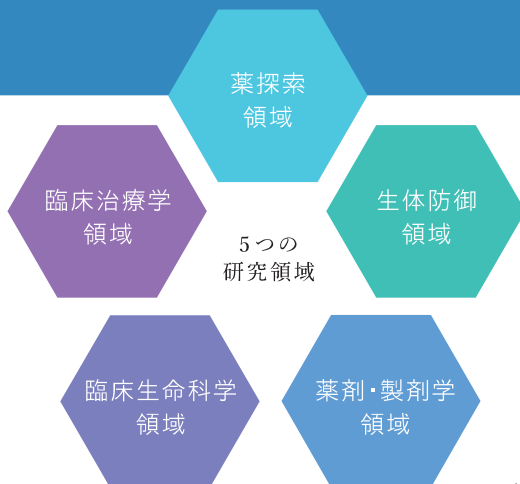 薬探索
領域
臨床治療学
領域
生体防御
領域
5つの
研究領域
臨床生命科学
領域
薬剤・製剤学
領域